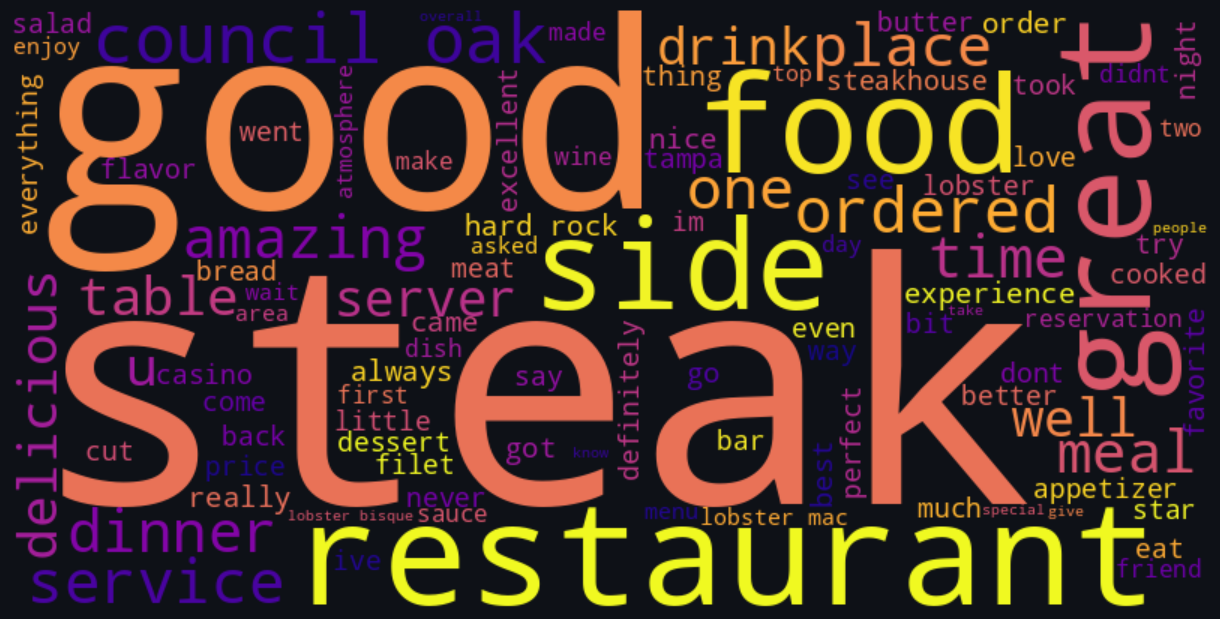 salad
enjoy
council
oak
overall
made
drink
place
butter
order
good
thing
top
steakhouse
took
didnt
night
great
everything
went
atmosphere
make
excellent
wine
nice
tampa
food
love
two
flavor
one
see
lobster
ordered
amazing
hard rock
asked
im
side
day
time
people
try
cooked
bread
meat
table
wait
area
server
came
dish
experience
take
bit
reservation
even
way
delicious
steak
u
casino
come
always
first
little
say
definitely
go
dont
better
favorite
well
cut
back
price
dessert
filet
got
know
bar
best
perfect
meal
really
never
lobster bisque
sauce
menu
lobster mac
much
special
give
appetizer
star
dinner
service
restaurant
ive
eat
friend